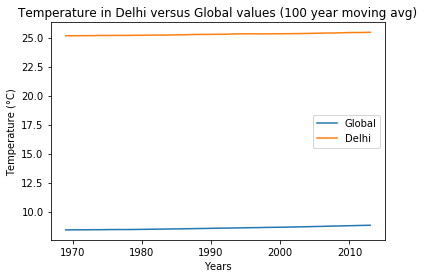 Temperature in Delhi versus Global values (100 year moving avg)
Temperature (°C)
25.0
22.5
20.0
17.5
15.0
12.5
10.0
Global
Delhi
1970 1980 1990 2000 2010
Years